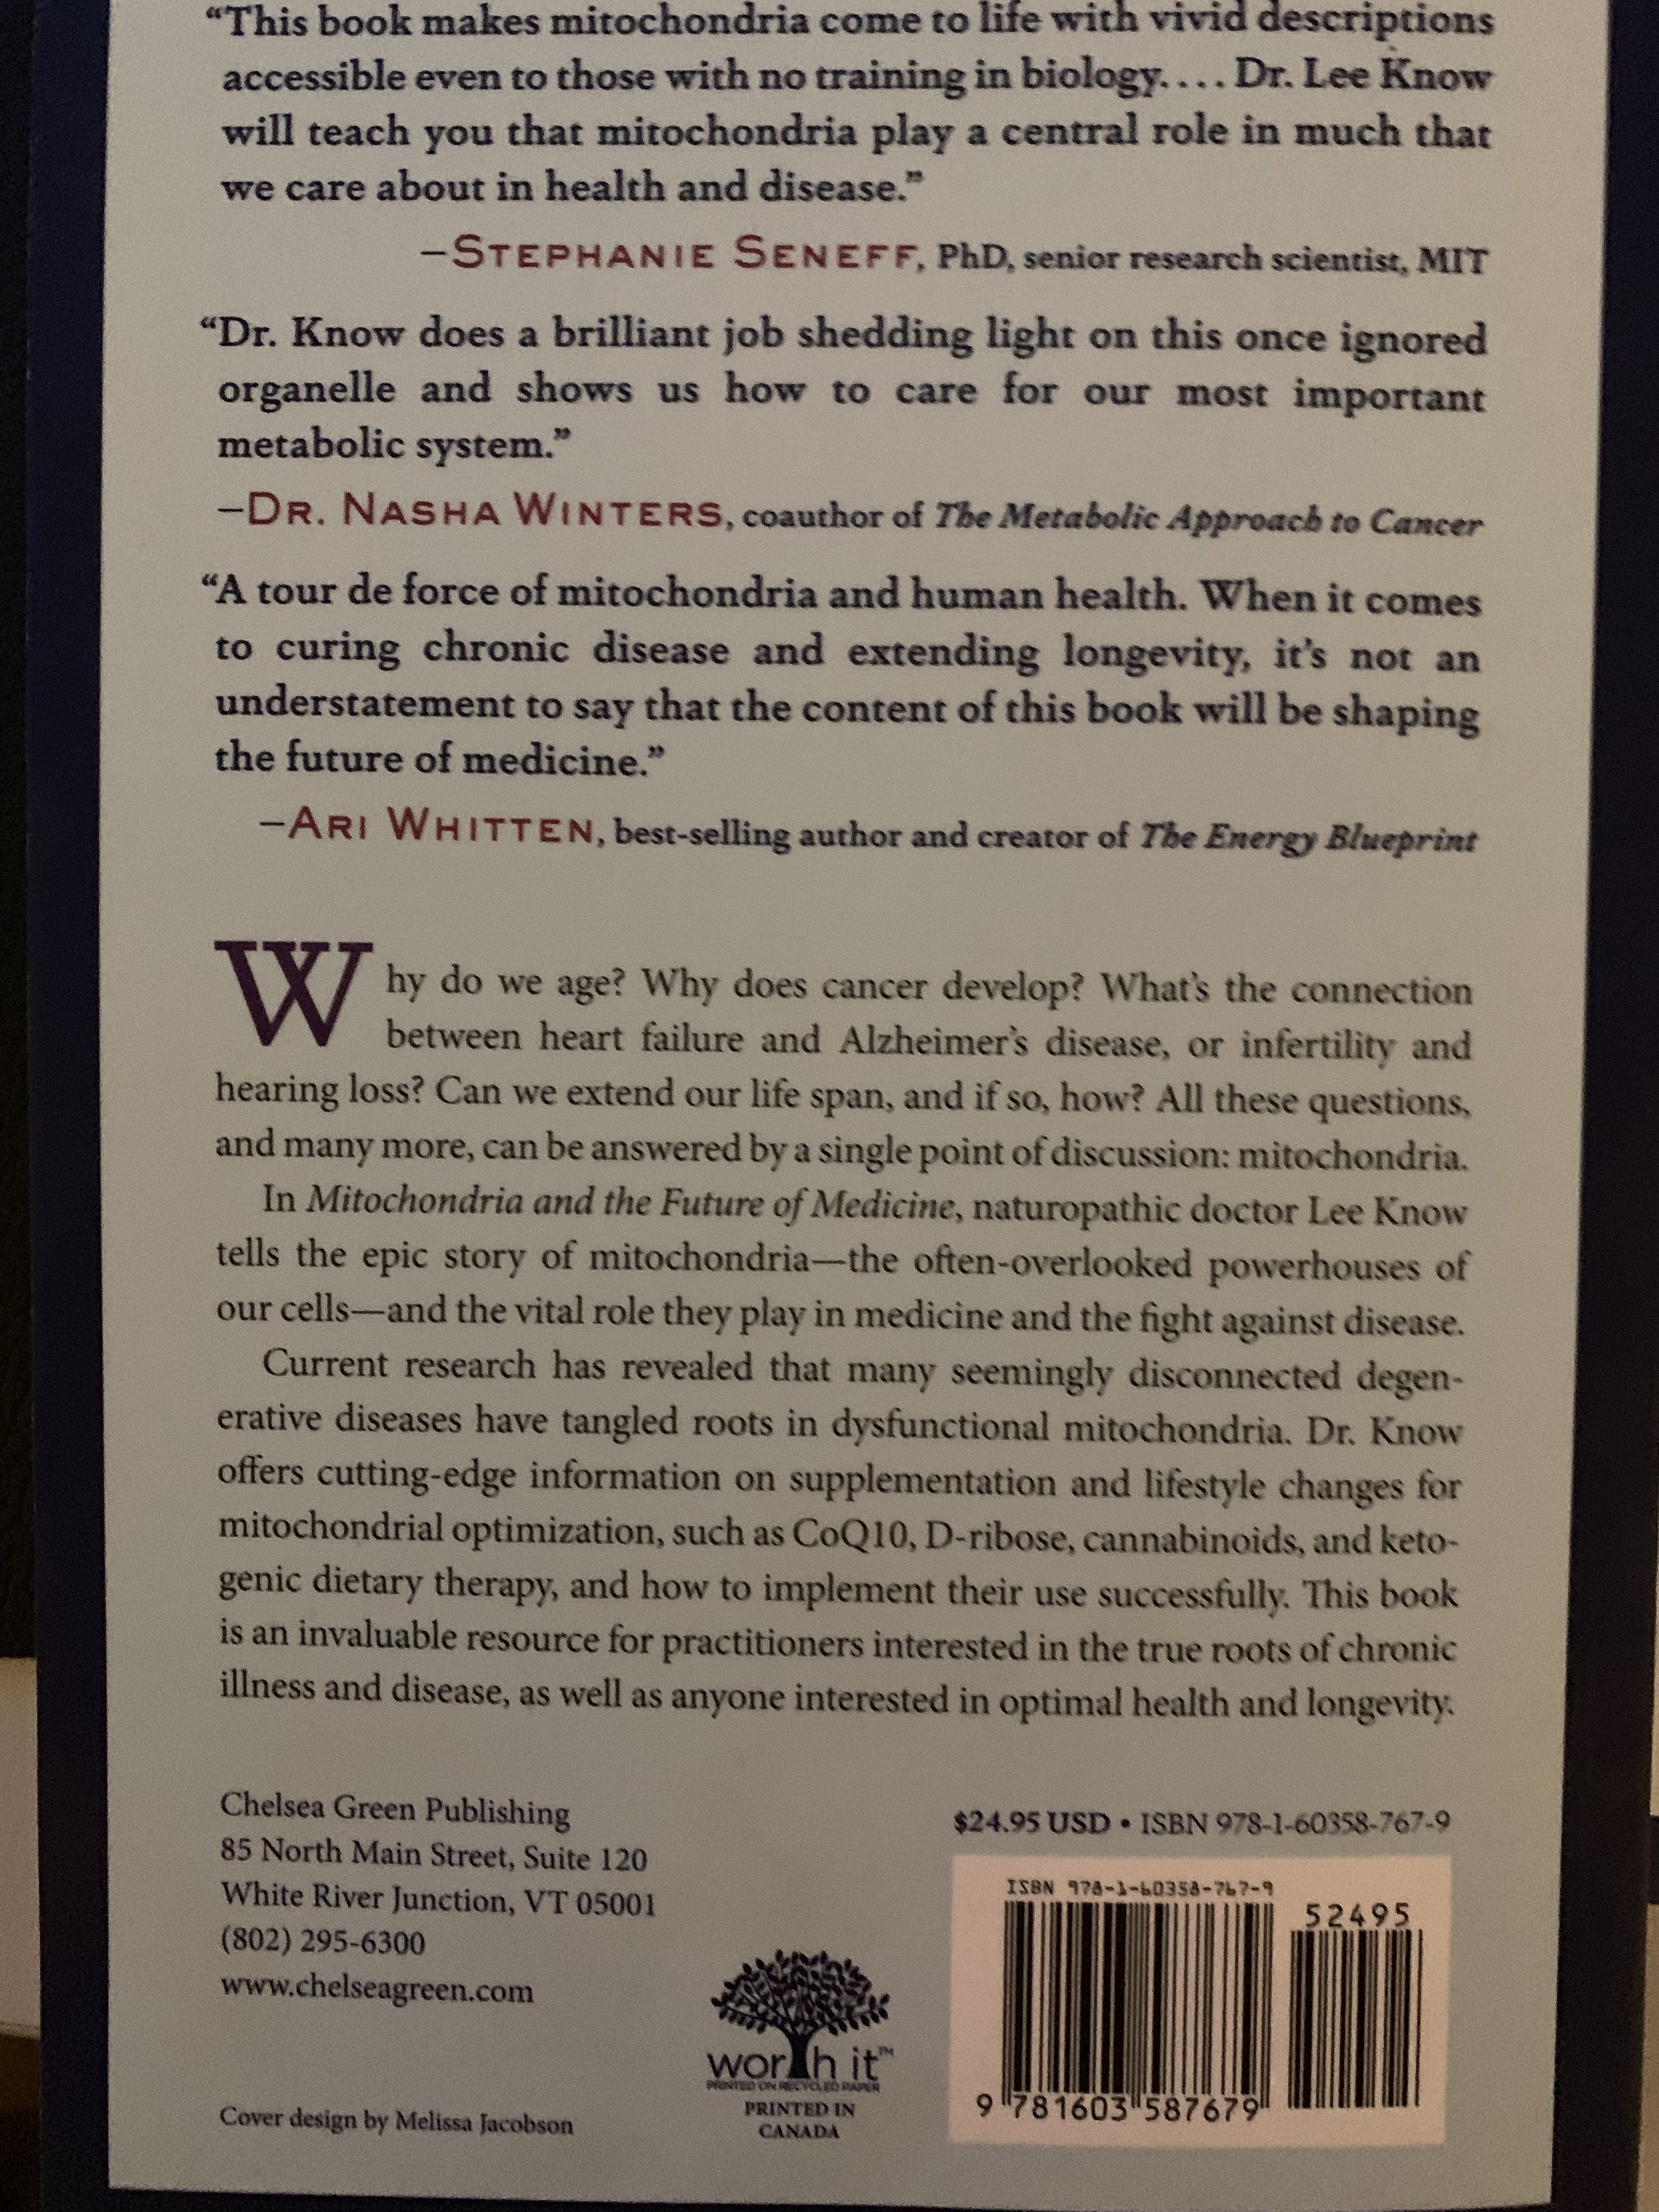 “This book makes mitochondria come to life with vivid descriptions
accessible even to those with no training in biology.... Dr. Lee Know
will teach you that mitochondria play a central role in much that
we care about in health and disease.”
—STEPHANIE SENEFF, PhD, senior research scientist, MIT
“Dr. Know does a brilliant job shedding light on this once ignored
organelle and shows us how to care for our most important
metabolic system.”
—DR. NASHA WINTERS, coauthor of The Metabolic Approach to Cancer
“A tour de force of mitochondria and human health. When it comes
to curing chronic disease and extending longevity, it’s not an
understatement to say that the content of this book will be shaping
the future of medicine.”
—ARI WHITTEN, best-selling author and creator of The Energy Blueprint
Why do we age? Why does cancer develop? What’s the connection
between heart failure and Alzheimer’s disease, or infertility and
hearing loss? Can we extend our life span, and if so, how? All these questions,
and many more, can be answered by a single point of discussion: mitochondria.
In Mitochondria and the Future of Medicine, naturopathic doctor Lee Know
tells the epic story of mitochondria—the often-overlooked powerhouses of
our cells—and the vital role they play in medicine and the fight against disease.
Current research has revealed that many seemingly disconnected degen-
erative diseases have tangled roots in dysfunctional mitochondria. Dr. Know
offers cutting-edge information on supplementation and lifestyle changes for
mitochondrial optimization, such as CoQ10, D-ribose, cannabinoids, and keto-
genic dietary therapy, and how to implement their use successfully. This book
is an invaluable resource for practitioners interested in the true roots of chronic
illness and disease, as well as anyone interested in optimal health and longevity.
Chelsea Green Publishing
85 North Main Street, Suite 120
White River Junction, VT 05001
(802) 295-6300
www.chelseagreen.com
Cover design by Melissa Jacobson
worth it™
PRINTED ON RECYCLED PAPER
PRINTED IN
CANADA
$24.95 USD • ISBN 978-1-60358-767-9
ISBN 978-1-60358-767-9
52495
9 781603 587679